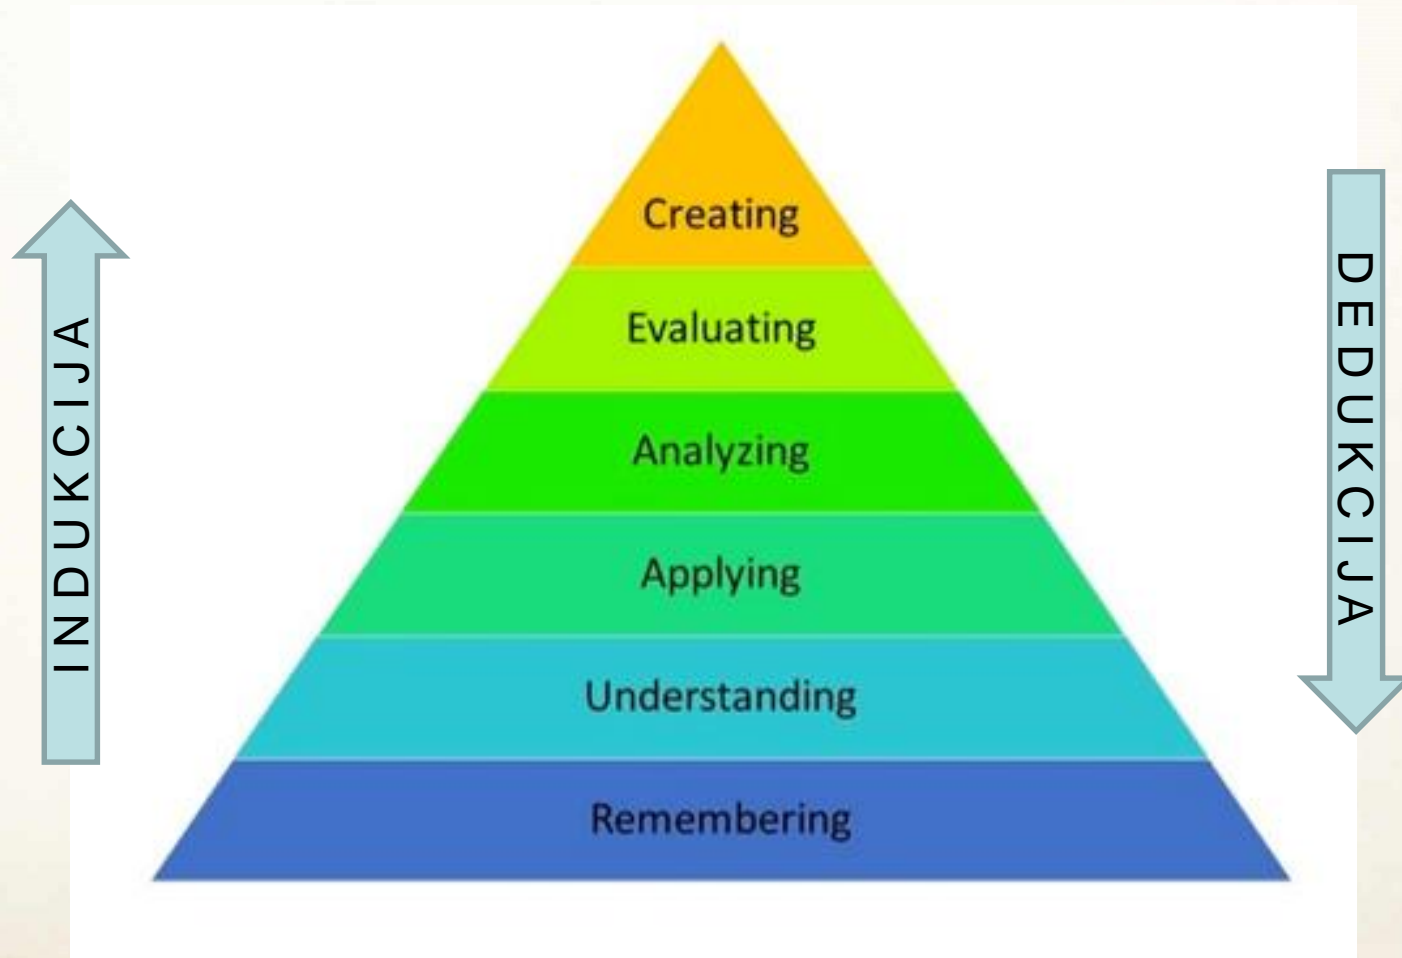 Creating
Evaluating
Analyzing
Applying
Understanding
Remembering
INDUKCIJA
DEDUKCIJA